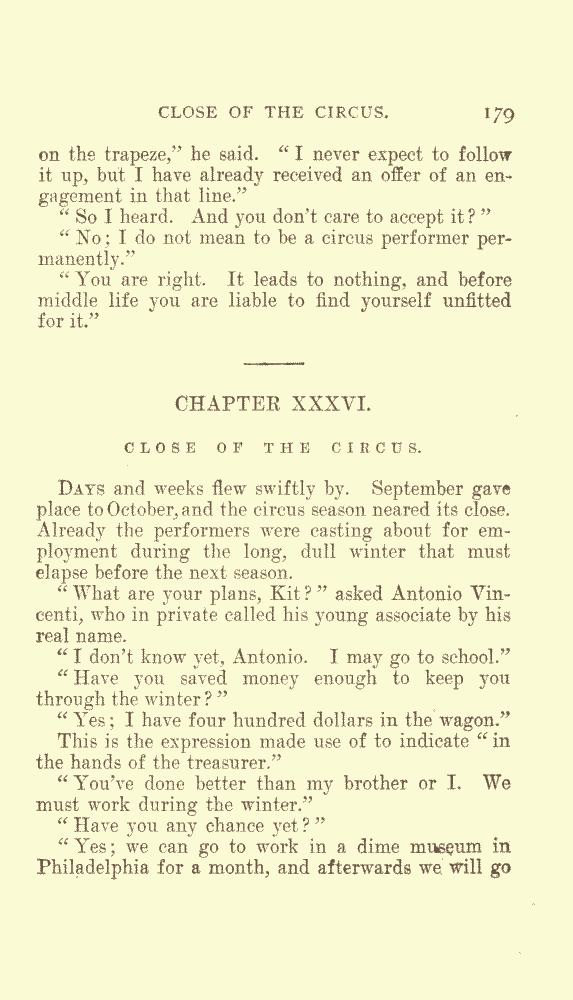 CLOSE OF THE CIRCUS. 179
on the trapeze,” he said. “I never expect to follow
it up, but I have already received an offer of an en-
gagement in that line.”
“So I heard. And you don’t care to accept it?”
“No; I do not mean to be a circus performer per-
manently.”
“You are right. It leads to nothing, and before
middle life you are liable to find yourself unfitted
for it.”
CHAPTER XXXVI.
CLOSE OF THE CIRCUS.
DAYS and weeks flew swiftly by. September gave
place to October, and the circus season neared its close.
Already the performers were casting about for em-
ployment during the long, dull winter that must
elapse before the next season.
“What are your plans, Kit?” asked Antonio Vin-
centi, who in private called his young associate by his
real name.
“I don’t know yet, Antonio. I may go to school.”
“Have you saved money enough to keep you
through the winter?”
“Yes; I have four hundred dollars in the wagon.”
This is the expression made use of to indicate “in
the hands of the treasurer.”
“You’ve done better than my brother or I. We
must work during the winter.”
“Have you any chance yet?”
“Yes; we can go to work in a dime museum in
Philadelphia for a month, and afterwards we will go